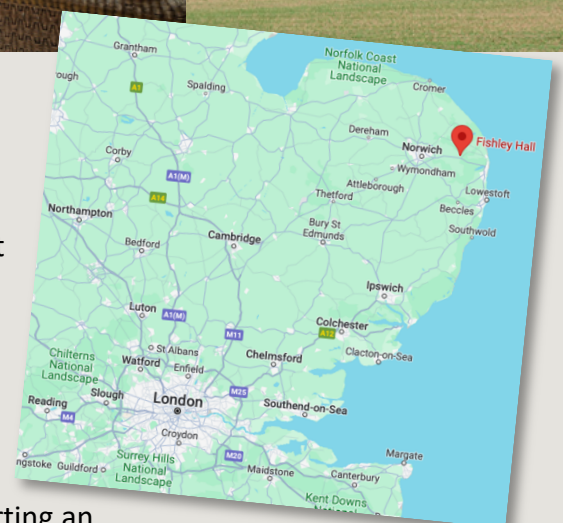 Grantham
Norfolk Coast
National
Landscape
ough
A1
Spalding
Cromer
Dereham
Norwich
Fishley Hall
Corby
A1(M)
Wymondham
A14
Attleborough
Thetford
Lowestoft
Beccles
Northampton
Bury St
Edmunds
Southwold
Cambridge
Bedford
t
Ipswich
Luton
A1(M)
M11
A12
Colchester
St Albans
Chelmsford
Clacton-on-Sea
Chilterns
National
Landscape
Watford
Enfield
M25
Slough
London
Southend-on-Sea
Reading
M4
Croydon
Surrey Hills
National
Landscape
M20
Margate
ngstoke
Guildford
Maidstone
Canterbury
Kent Downs
National
rting an